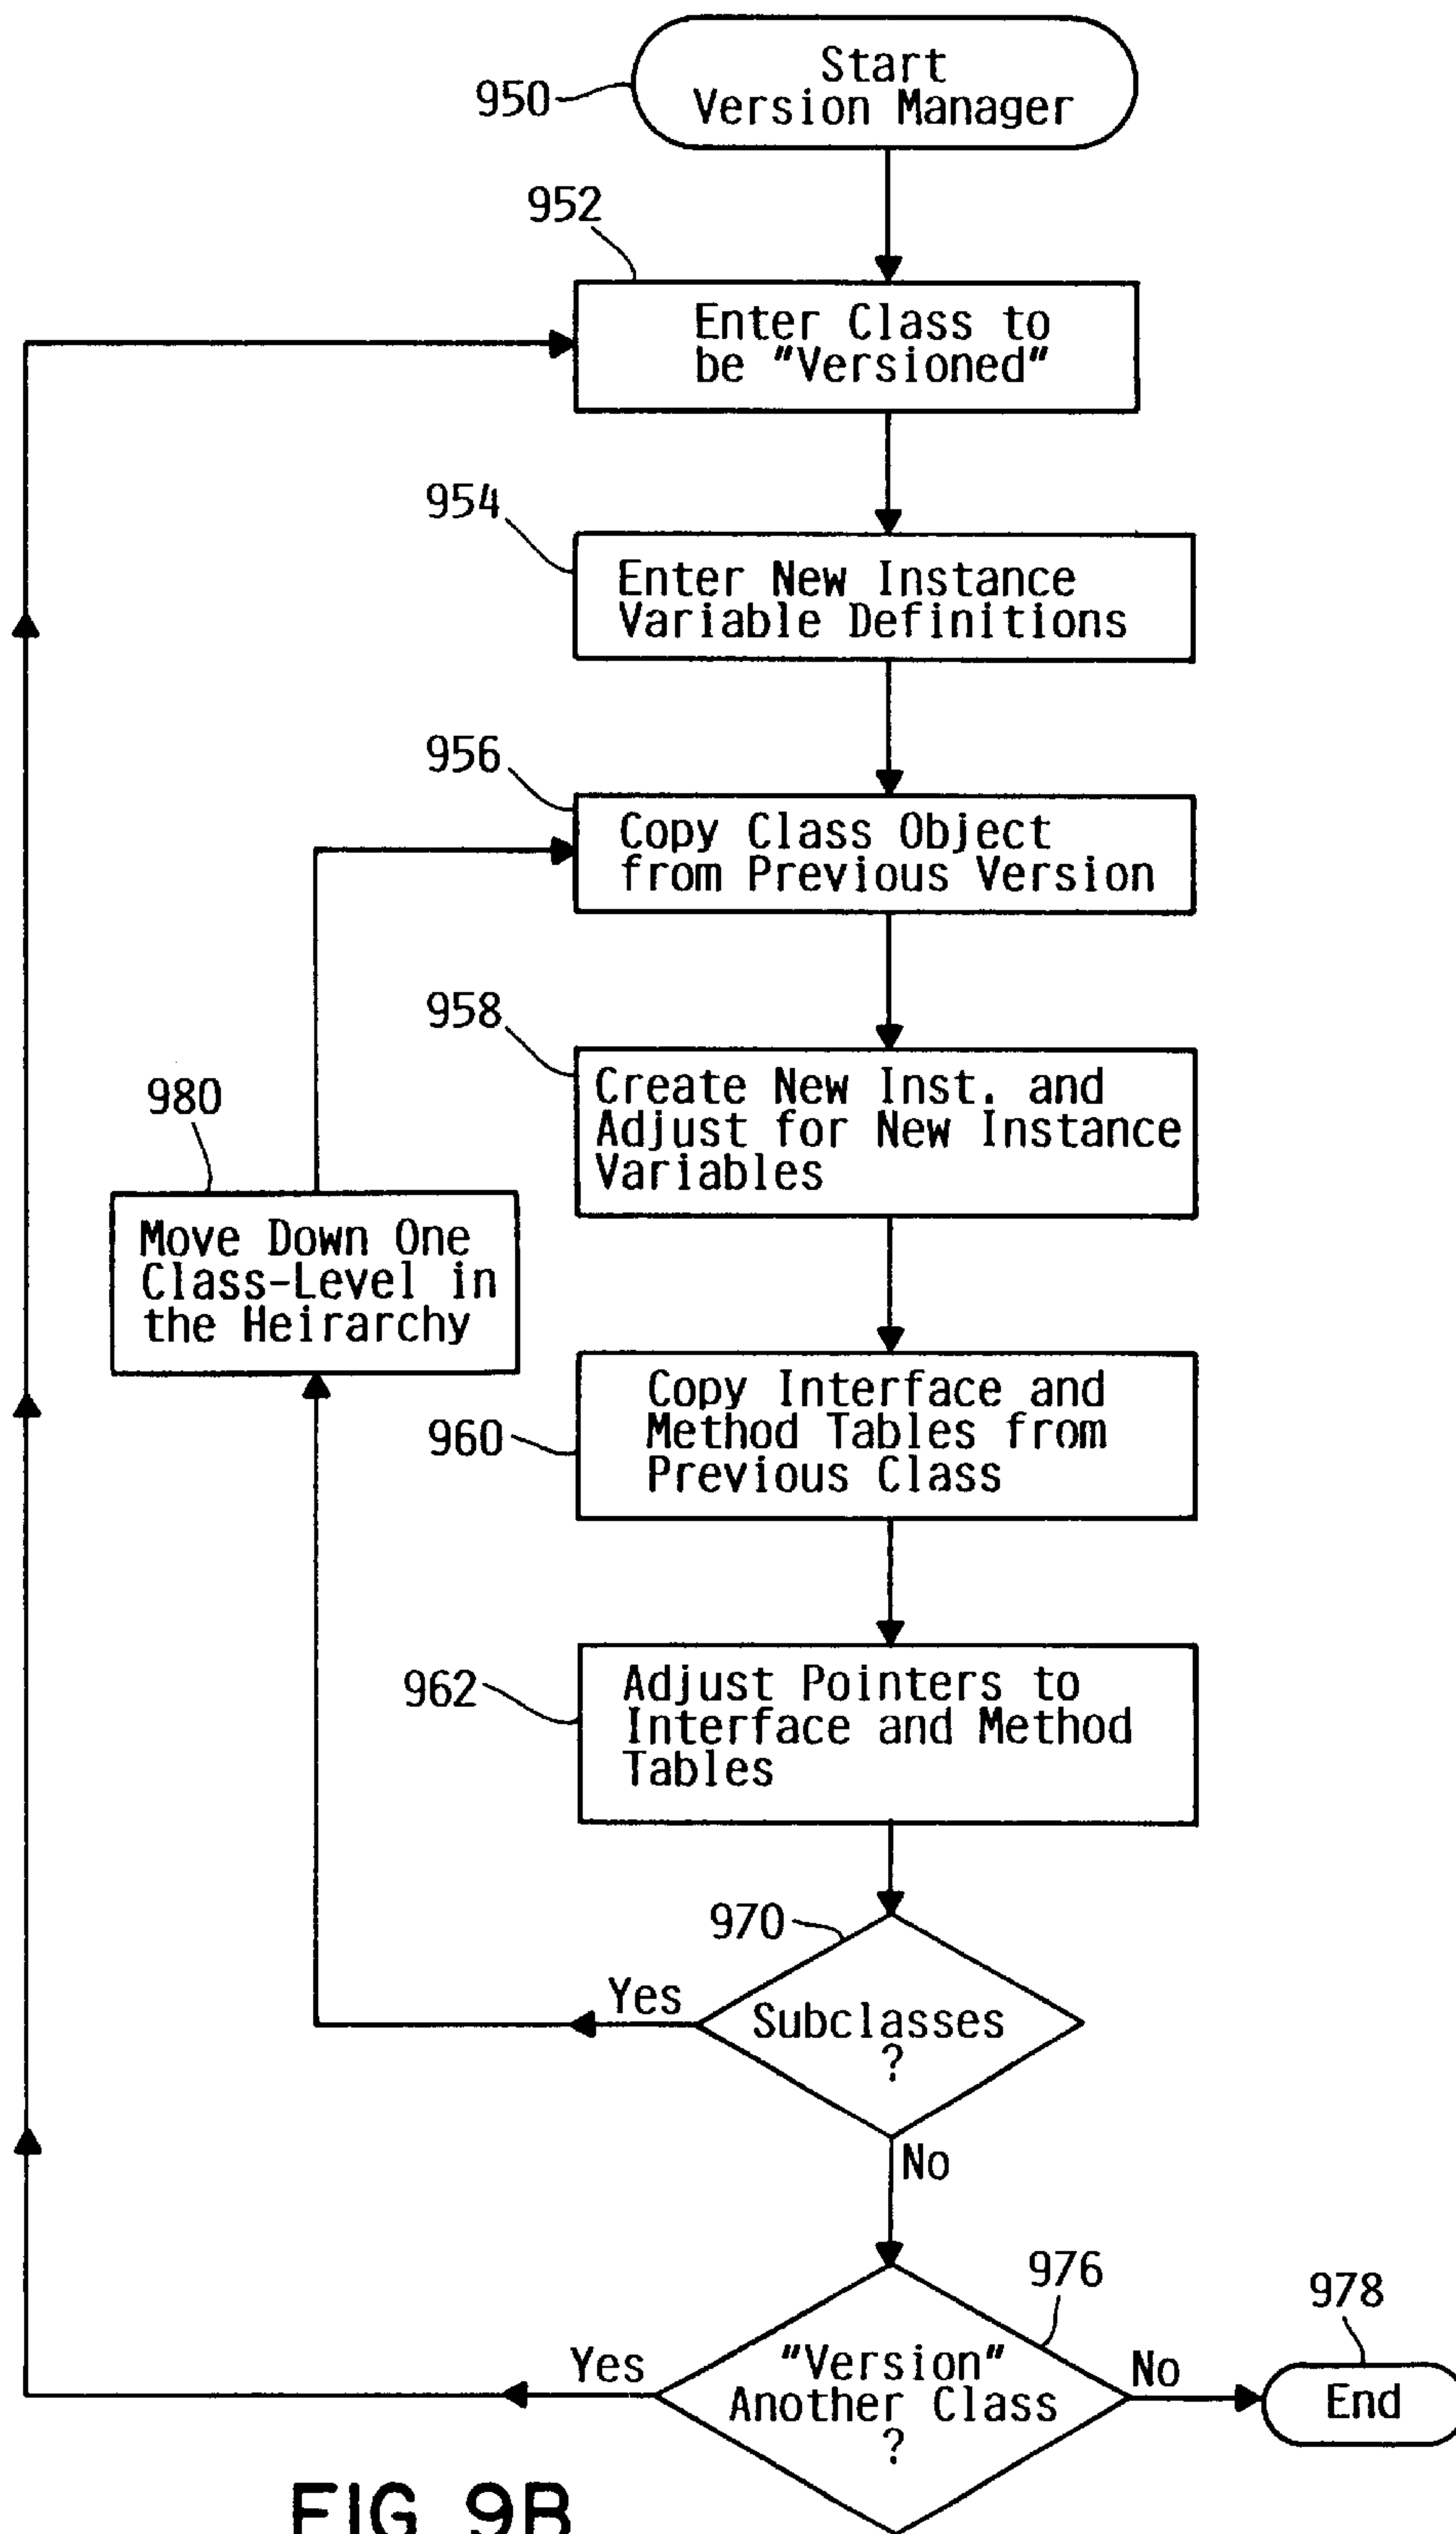 950
Start
Version Manager
952
Enter Class to
be "Versioned"
954
Enter New Instance
Variable Definitions
956
Copy Class Object
from Previous Version
958
Create New Inst. and
Adjust for New Instance
Variables
980
Move Down One
Class-Level in
the Heirarchy
960
Copy Interface and
Method Tables from
Previous Class
962
Adjust Pointers to
Interface and Method
Tables
970
Subclasses
?
Yes
No
976
"Version"
Another Class
?
Yes
No
978
End
FIG. 9B